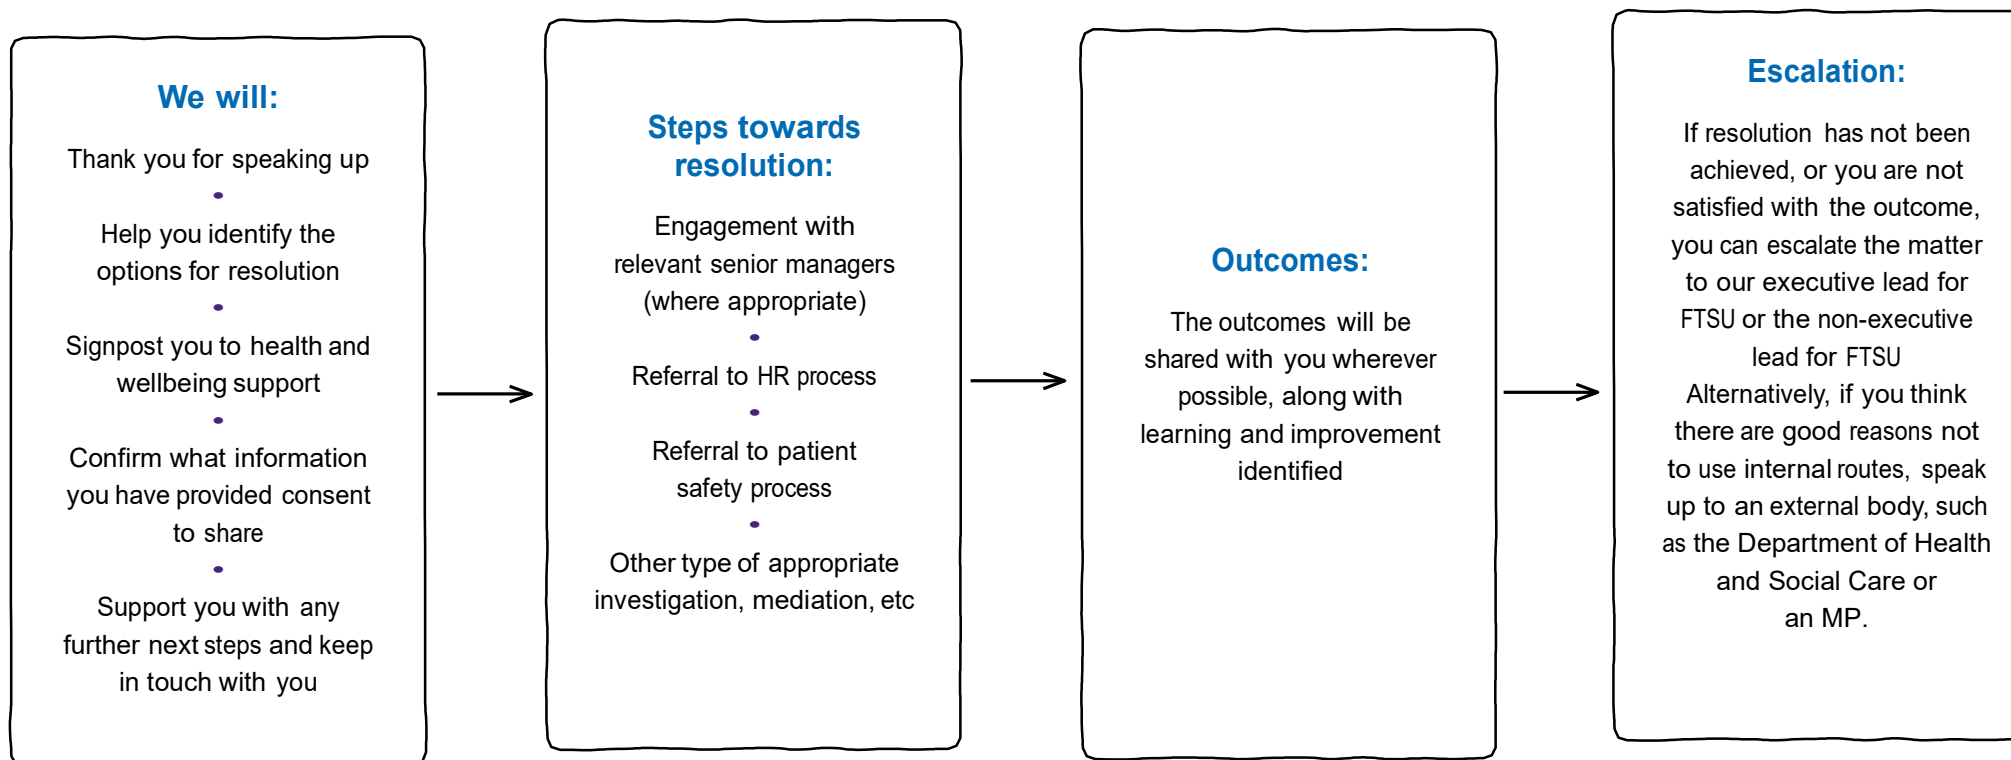 We will:
Thank you for speaking up
•
Help you identify the
options for resolution
•
Signpost you to health and
wellbeing support
•
Confirm what information
you have provided consent
to share
•
Support you with any
further next steps and keep
in touch with you
Steps towards
resolution:
Engagement with
relevant senior managers
(where appropriate)
•
Referral to HR process
•
Referral to patient
safety process
•
Other type of appropriate
investigation, mediation, etc
Outcomes:
The outcomes will be
shared with you wherever
possible, along with
learning and improvement
identified
Escalation:
If resolution has not been
achieved, or you are not
satisfied with the outcome,
you can escalate the matter
to our executive lead for
FTSU or the non-executive
lead for FTSU
Alternatively, if you think
there are good reasons not
to use internal routes, speak
up to an external body, such
as the Department of Health
and Social Care or
an MP.